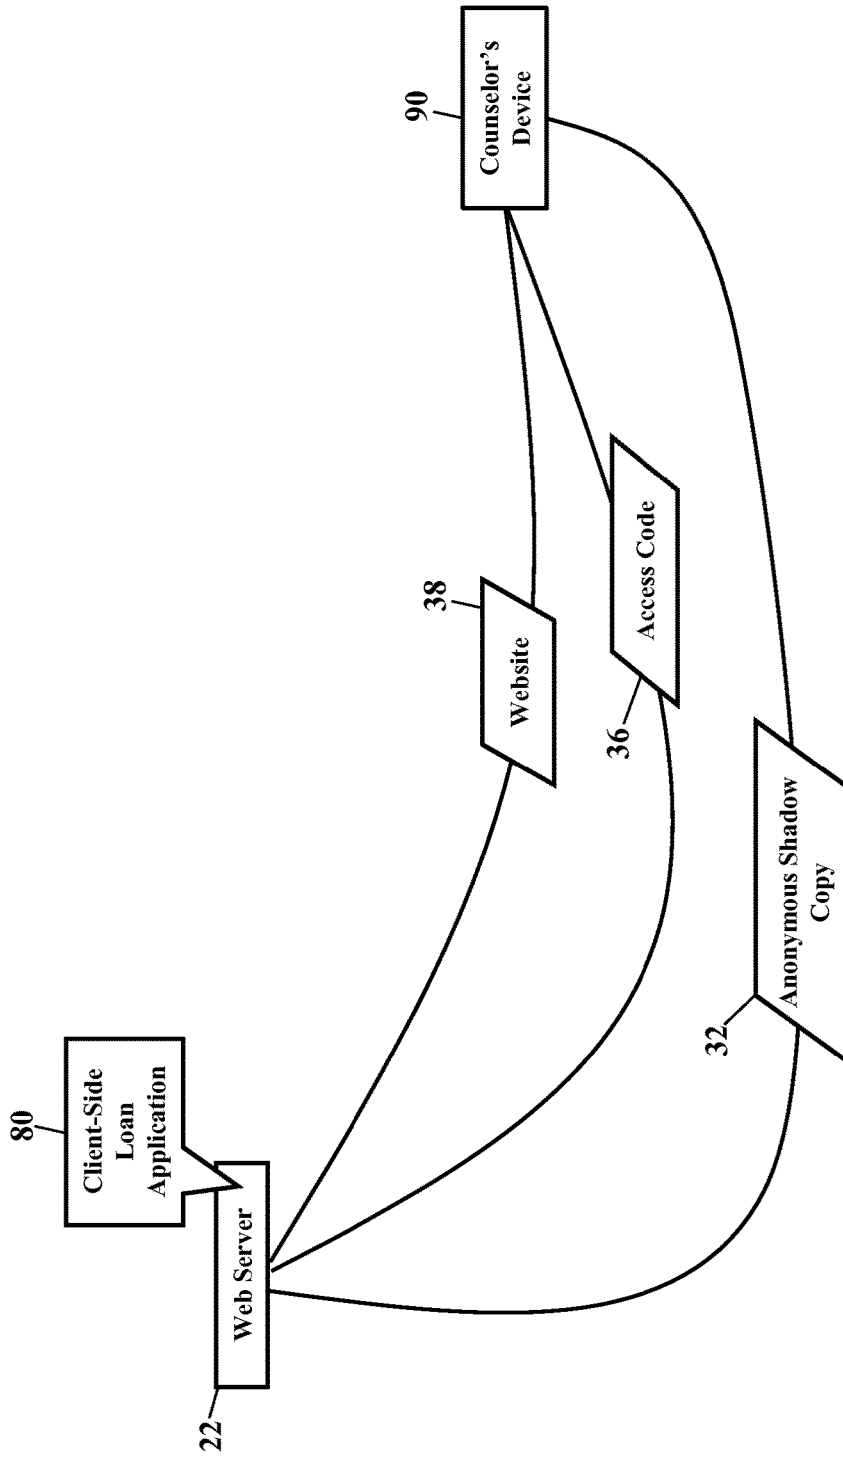 80
Client-Side
Loan
Application
22
Web Server
38
Website
90
Counselor's
Device
36
Access Code
32
Anonymous Shadow
Copy